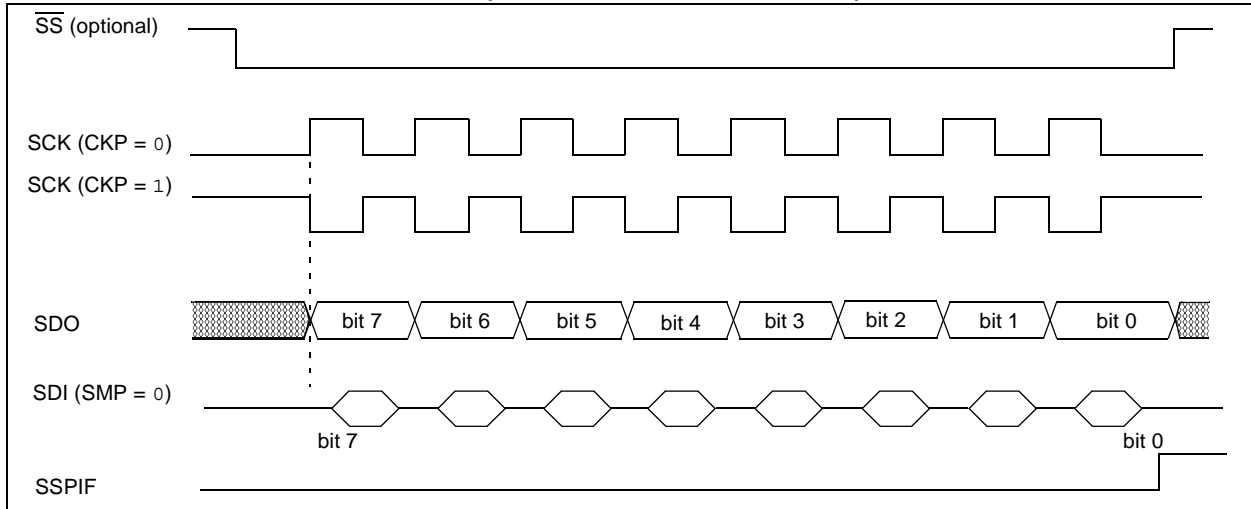 SS (optional)
SCK (CKP = 0)
SCK (CKP = 1)
SDO bit 7 bit 6 bit 5 bit 4 bit 3 bit 2 bit 1 bit 0
SDI (SMP = 0)
bit 7 bit 0
SSPIF